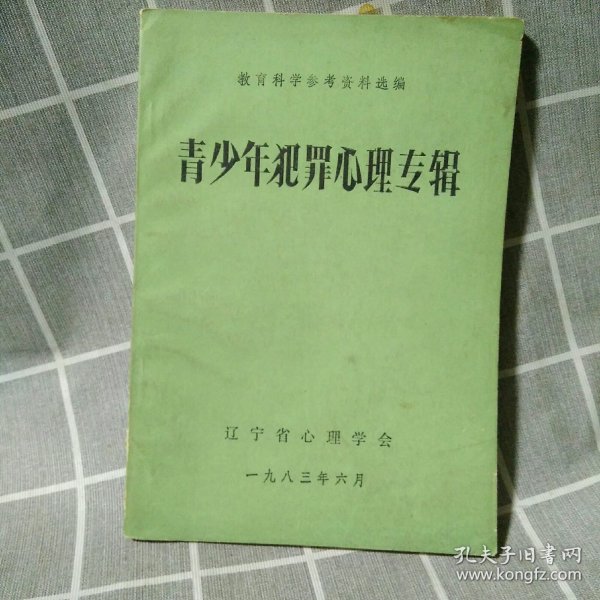 教育科学参考资料选编
青少年犯罪心理专辑
辽宁省心理学会
一九八三年六月
孔夫子旧书网
www.kongfz.com